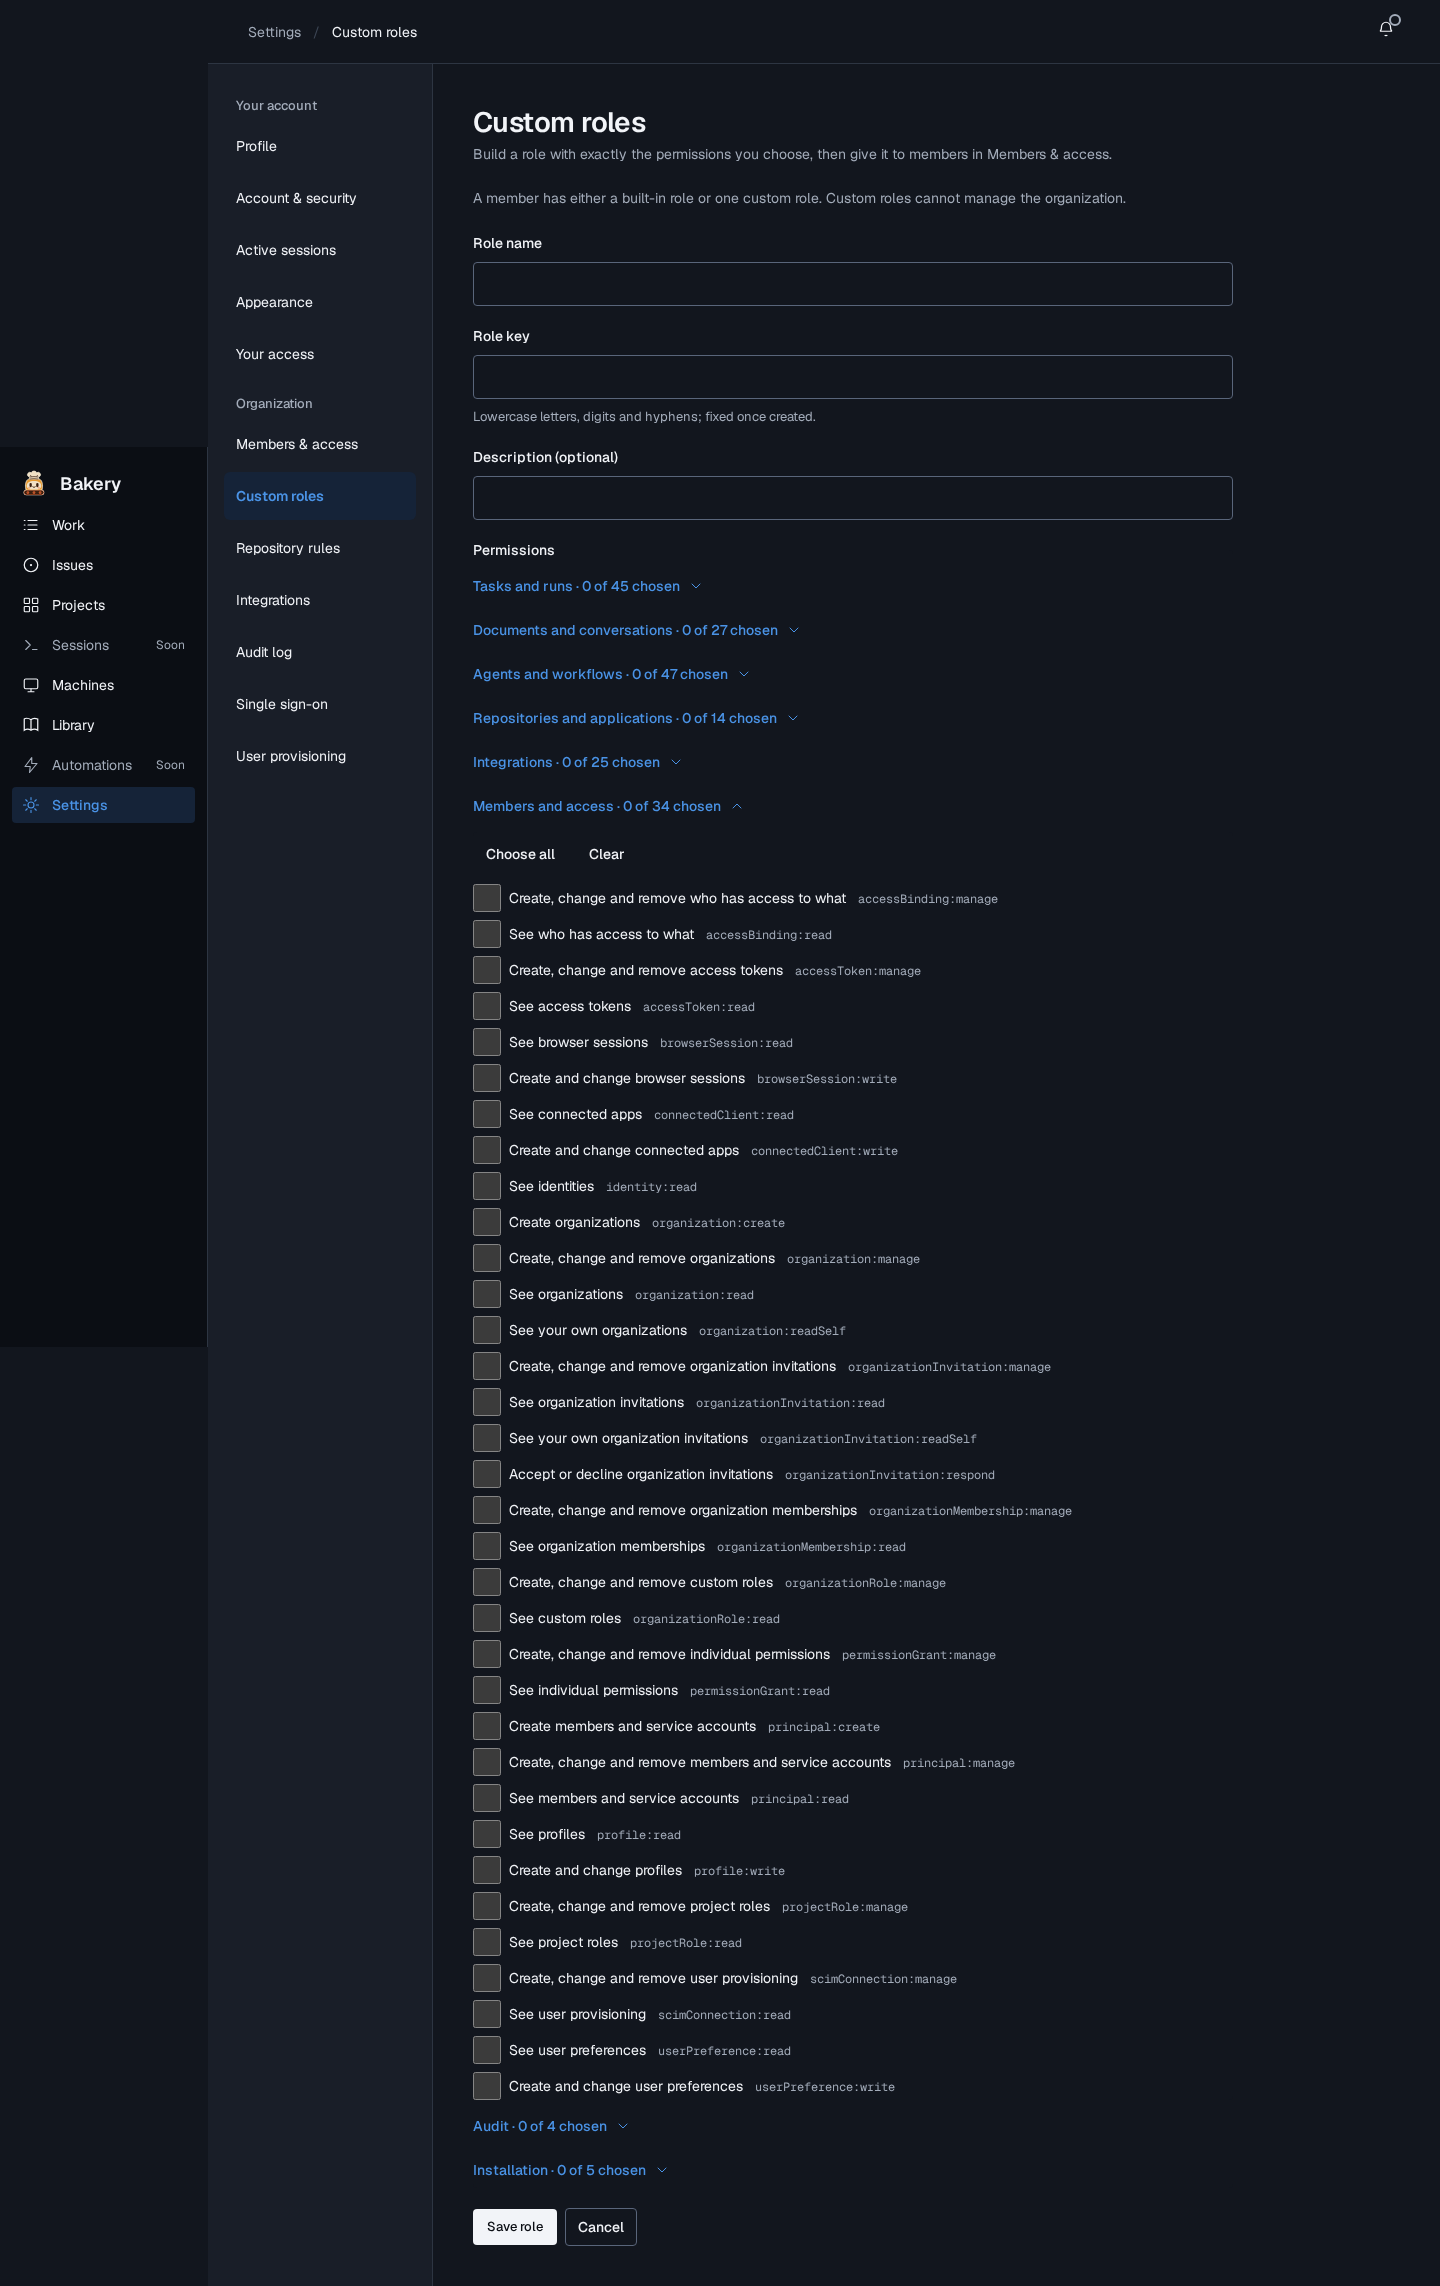 Settings / Custom roles
Bakery
Work
Issues
Projects
Sessions Soon
Machines
Library
Automations Soon
Settings
Your account
Profile
Account & security
Active sessions
Appearance
Your access
Organization
Members & access
Custom roles
Repository rules
Integrations
Audit log
Single sign-on
User provisioning
Custom roles
Build a role with exactly the permissions you choose, then give it to members in Members & access.
A member has either a built-in role or one custom role. Custom roles cannot manage the organization.
Role name
Role key
Lowercase letters, digits and hyphens; fixed once created.
Description (optional)
Permissions
Tasks and runs · 0 of 45 chosen
Documents and conversations · 0 of 27 chosen
Agents and workflows · 0 of 47 chosen
Repositories and applications · 0 of 14 chosen
Integrations · 0 of 25 chosen
Members and access · 0 of 34 chosen
Choose all Clear
Create, change and remove who has access to what accessBinding:manage
See who has access to what accessBinding:read
Create, change and remove access tokens accessToken:manage
See access tokens accessToken:read
See browser sessions browserSession:read
Create and change browser sessions browserSession:write
See connected apps connectedClient:read
Create and change connected apps connectedClient:write
See identities identity:read
Create organizations organization:create
Create, change and remove organizations organization:manage
See organizations organization:read
See your own organizations organization:readSelf
Create, change and remove organization invitations organizationInvitation:manage
See organization invitations organizationInvitation:read
See your own organization invitations organizationInvitation:readSelf
Accept or decline organization invitations organizationInvitation:respond
Create, change and remove organization memberships organizationMembership:manage
See organization memberships organizationMembership:read
Create, change and remove custom roles organizationRole:manage
See custom roles organizationRole:read
Create, change and remove individual permissions permissionGrant:manage
See individual permissions permissionGrant:read
Create members and service accounts principal:create
Create, change and remove members and service accounts principal:manage
See members and service accounts principal:read
See profiles profile:read
Create and change profiles profile:write
Create, change and remove project roles projectRole:manage
See project roles projectRole:read
Create, change and remove user provisioning scimConnection:manage
See user provisioning scimConnection:read
See user preferences userPreference:read
Create and change user preferences userPreference:write
Audit · 0 of 4 chosen
Installation · 0 of 5 chosen
Save role Cancel